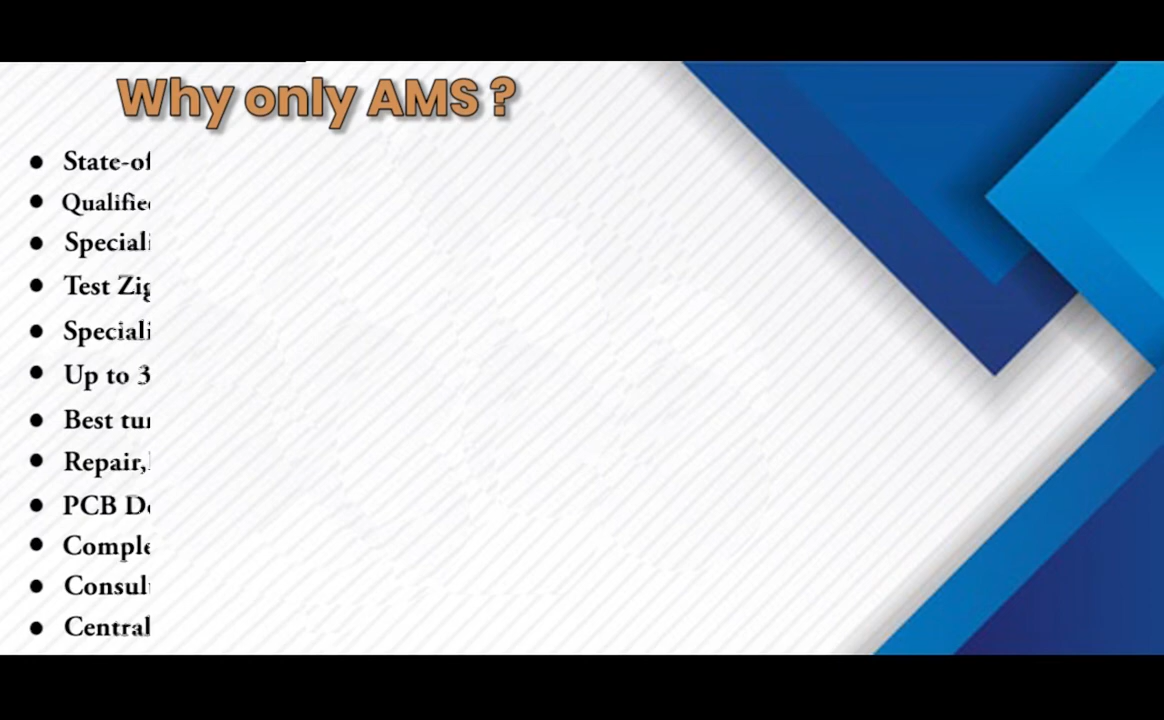 Why only AMS ?
• State-of
• Qualifie
• Speciali
• Test Zig
• Speciali
• Up to 3
• Best tu
• Repair,
• PCB D
• Comple
• Consul
• Central